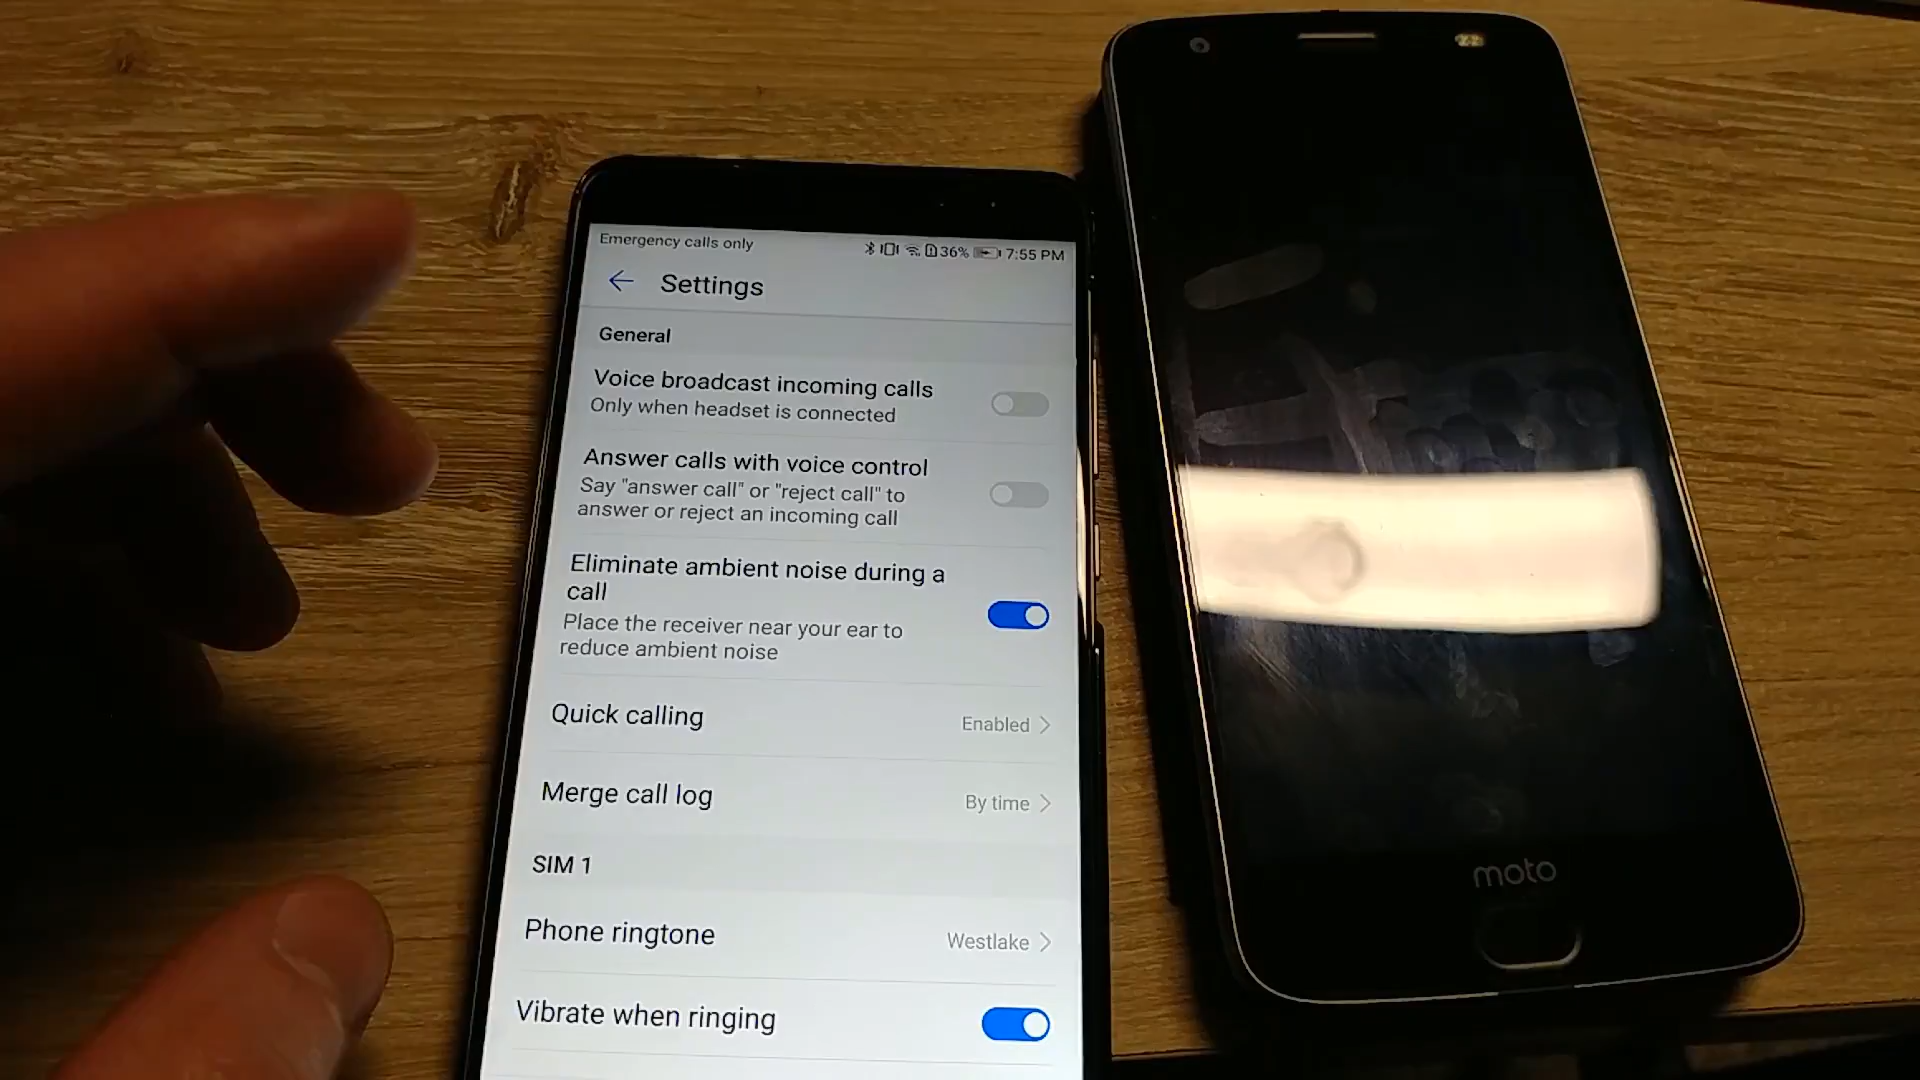 Emergency calls only 36% 7:55 PM
Settings
General
Voice broadcast incoming calls
Only when headset is connected
Answer calls with voice control
Say "answer call" or "reject call" to
answer or reject an incoming call
Eliminate ambient noise during a
call
Place the receiver near your ear to
reduce ambient noise
Quick calling Enabled
Merge call log By time
SIM 1
Phone ringtone Westlake
Vibrate when ringing
moto